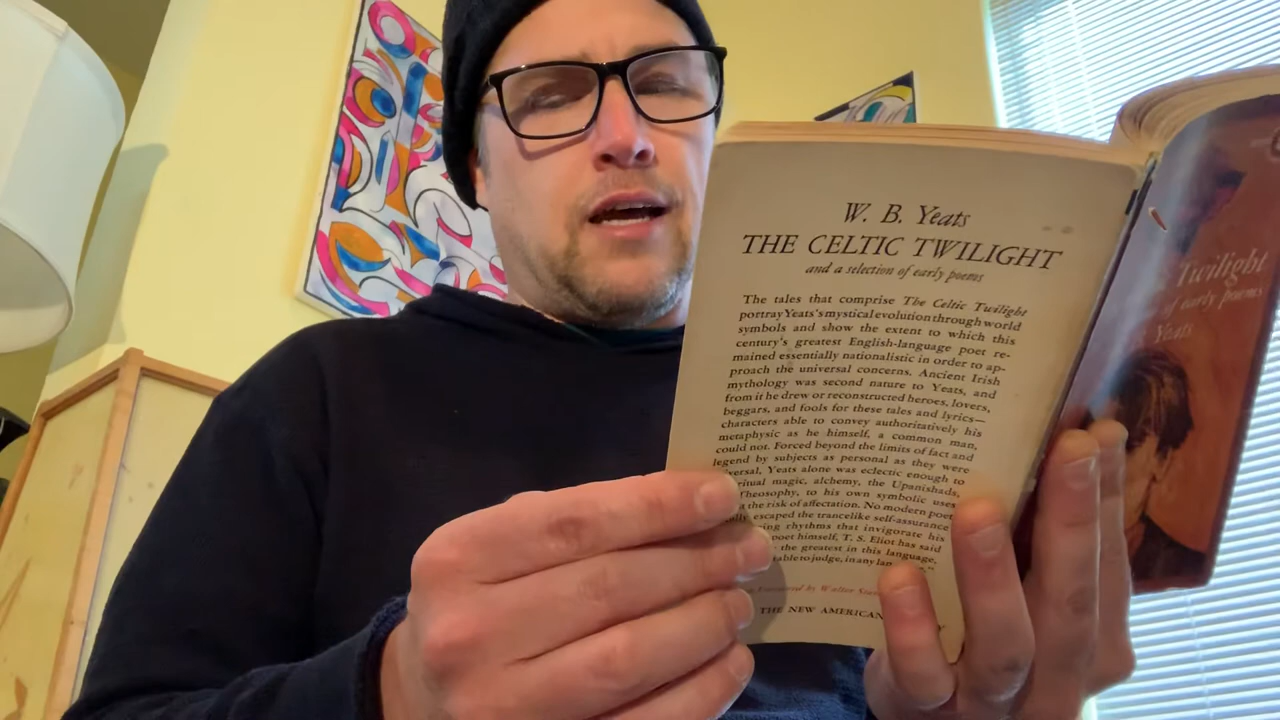 W. B. Yeats
THE CELTIC TWILIGHT
and a selection of early poems
The tales that comprise The Celtic Twilight
portray Yeats's mystical evolution through world
symbols and show the extent to which this
century's greatest English-language poet re-
mained essentially nationalistic in order to ap-
proach the universal concerns. Ancient Irish
mythology was second nature to Yeats, and
from it he drew or reconstructed heroes, lovers,
beggars, and fools for these tales and lyrics—
characters able to convey authoritatively his
metaphysic as he himself, a common man,
could not. Forced beyond the limits of fact and
legend by subjects as personal as they were
Yeats alone was eclectic enough to
magic, alchemy, the Upanishads,
Theosophy, to his own symbolic uses
the risk of affectation. No modern poet
escaped the trancelike self-assurance
rhythms that invigorate his
poet himself, T. S. Eliot has said
the greatest in this language,
to judge, in any
by Walter
THE NEW AMERICAN
Twilight
of early poems
Yeats